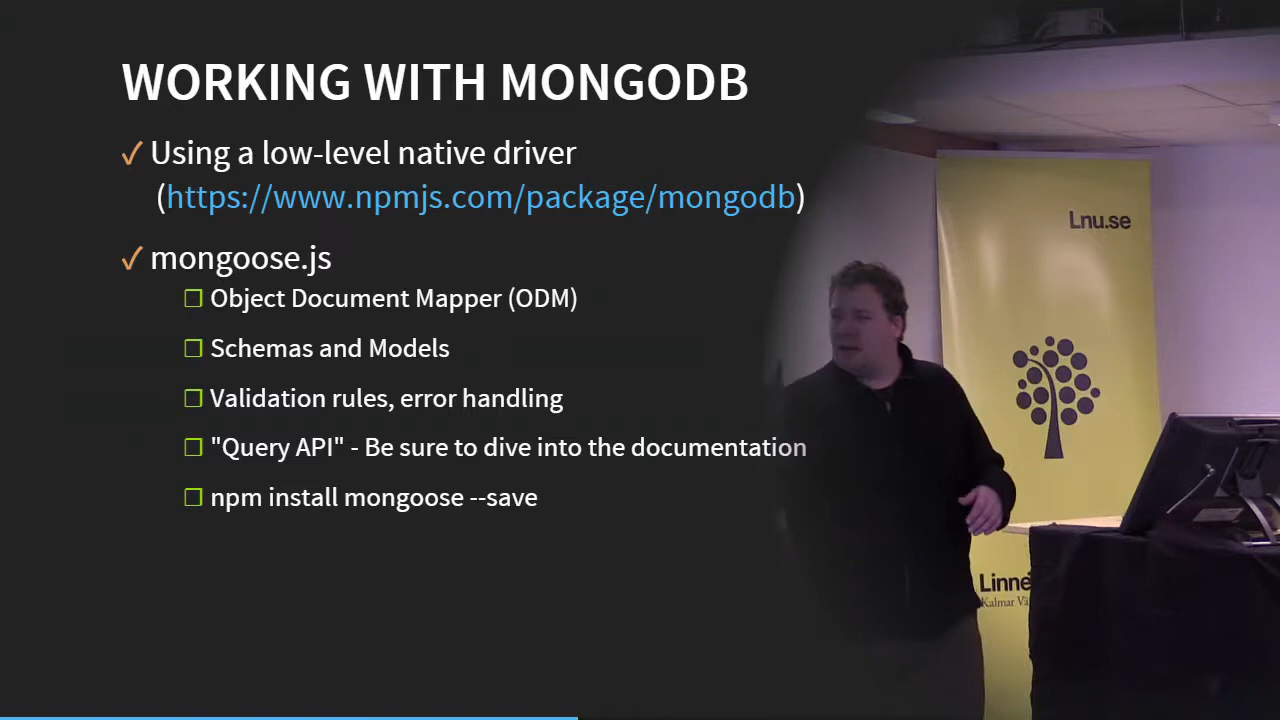 WORKING WITH MONGODB
✓ Using a low-level native driver
(https://www.npmjs.com/package/mongodb)
✓ mongoose.js
❒ Object Document Mapper (ODM)
❒ Schemas and Models
❒ Validation rules, error handling
❒ "Query API" - Be sure to dive into the documentation
❒ npm install mongoose --save
Lnu.se
Linne
Kalmar Vä